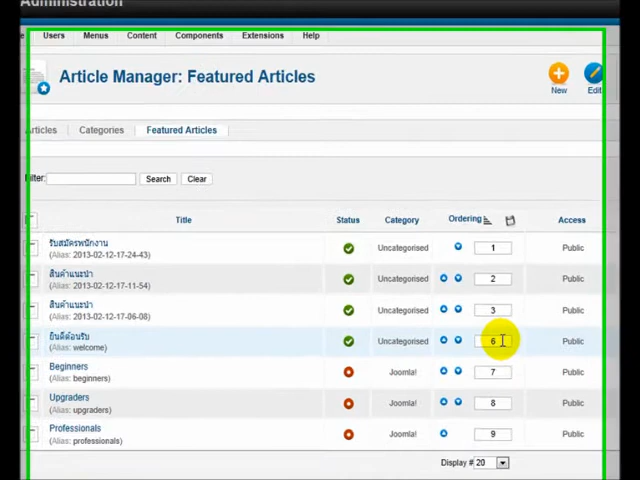 Administration
Users Menus Content Components Extensions Help
Article Manager: Featured Articles
New Edit
Articles Categories Featured Articles
Filter: Search Clear
Title Status Category Ordering Access
รับสมัครพนักงาน
(Alias: 2013-02-12-17-24-43) Uncategorised 1 Public
สินค้าแนะนำ
(Alias: 2013-02-12-17-11-54) Uncategorised 2 Public
สินค้าแนะนำ
(Alias: 2013-02-12-17-06-08) Uncategorised 3 Public
ยินดีต้อนรับ
(Alias: welcome) Uncategorised 6 Public
Beginners
(Alias: beginners) Joomla! 7 Public
Upgraders
(Alias: upgraders) Joomla! 8 Public
Professionals
(Alias: professionals) Joomla! 9 Public
Display # 20